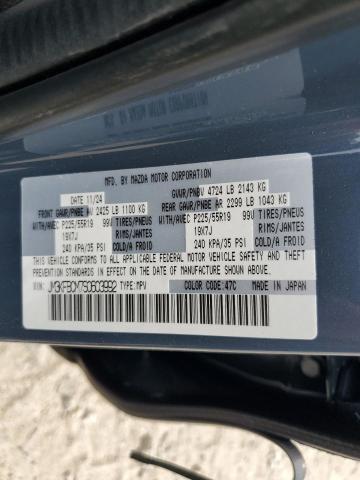 MFD. BY MAZDA MOTOR CORPORATION
DATE 11/24 GVWR/PNBV 4724 LB 2143 KG
FRONT GAWR/PNBE AV 2425 LB 1100 KG REAR GAWR/PNBE AR 2299 LB 1043 KG
WITH/AVEC P225/55R19 99V TIRES/PNEUS WITH/AVEC P225/55R19 99V TIRES/PNEUS
19X7J RIMS/JANTES 19X7J RIMS/JANTES
240 KPA/35 PSI COLD/A FROID 240 KPA/35 PSI COLD/A FROID
THIS VEHICLE CONFORMS TO ALL APPLICABLE FEDERAL MOTOR VEHICLE SAFETY, BUMPER, AND THEFT PREVENTION STANDARDS IN EFFECT ON THE DATE OF MANUFACTURE SHOWN ABOVE.
VIN: JM3KFBCM7S0603992 TYPE: MPV COLOR CODE: 47C MADE IN JAPAN